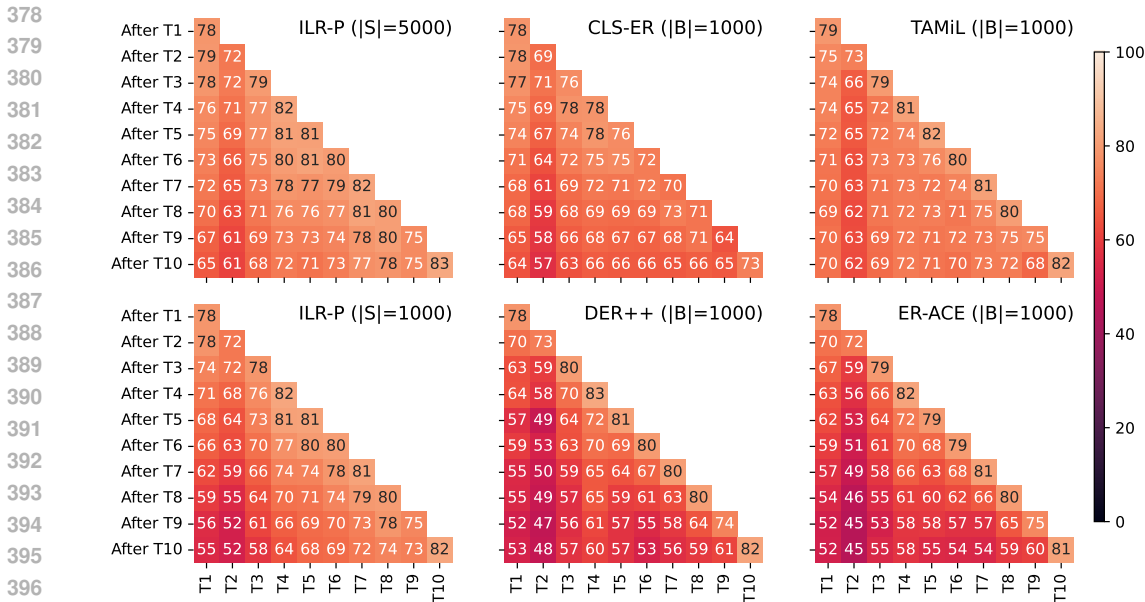 378
379
380
381
382
383
384
385
386
387
388
389
390
391
392
393
394
395
396
ILR-P (|S|=5000)
After T1 78
After T2 79 72
After T3 78 72 79
After T4 76 71 77 82
After T5 75 69 77 81 81
After T6 73 66 75 80 81 80
After T7 72 65 73 78 77 79 82
After T8 70 63 71 76 76 77 81 80
After T9 67 61 69 73 73 74 78 80 75
After T10 65 61 68 72 71 73 77 78 75 83
CLS-ER (|B|=1000)
78
78 69
77 71 76
75 69 78 78
74 67 74 78 76
71 64 72 75 75 72
68 61 69 72 71 72 70
68 59 68 69 69 69 73 71
65 58 66 68 67 67 68 71 64
64 57 63 66 66 66 65 66 65 73
TAMiL (|B|=1000)
79
75 73
74 66 79
74 65 72 81
72 65 72 74 82
71 63 73 73 76 80
70 63 71 73 72 74 81
69 62 71 72 73 71 75 80
70 63 69 72 71 72 73 75 75
70 62 69 72 71 70 73 72 68 82
100
80
60
40
20
0
ILR-P (|S|=1000)
After T1 78
After T2 78 72
After T3 74 72 78
After T4 71 68 76 82
After T5 68 64 73 81 81
After T6 66 63 70 77 80 80
After T7 62 59 66 74 74 78 81
After T8 59 55 64 70 71 74 79 80
After T9 56 52 61 66 69 70 73 78 75
After T10 55 52 58 64 68 69 72 74 73 82
T1 T2 T3 T4 T5 T6 T7 T8 T9 T10
DER++ (|B|=1000)
78
70 73
63 59 80
64 58 70 83
57 49 64 72 81
59 53 63 70 69 80
55 50 59 65 64 67 80
55 49 57 65 59 61 63 80
52 47 56 61 57 55 58 64 74
53 48 57 60 57 53 56 59 61 82
T1 T2 T3 T4 T5 T6 T7 T8 T9 T10
ER-ACE (|B|=1000)
78
70 72
67 59 79
63 56 66 82
62 53 64 72 79
59 51 61 70 68 79
57 49 58 66 63 68 81
54 46 55 61 60 62 66 80
52 45 53 58 58 57 57 65 75
52 45 55 58 55 57 54 59 60 81
T1 T2 T3 T4 T5 T6 T7 T8 T9 T10